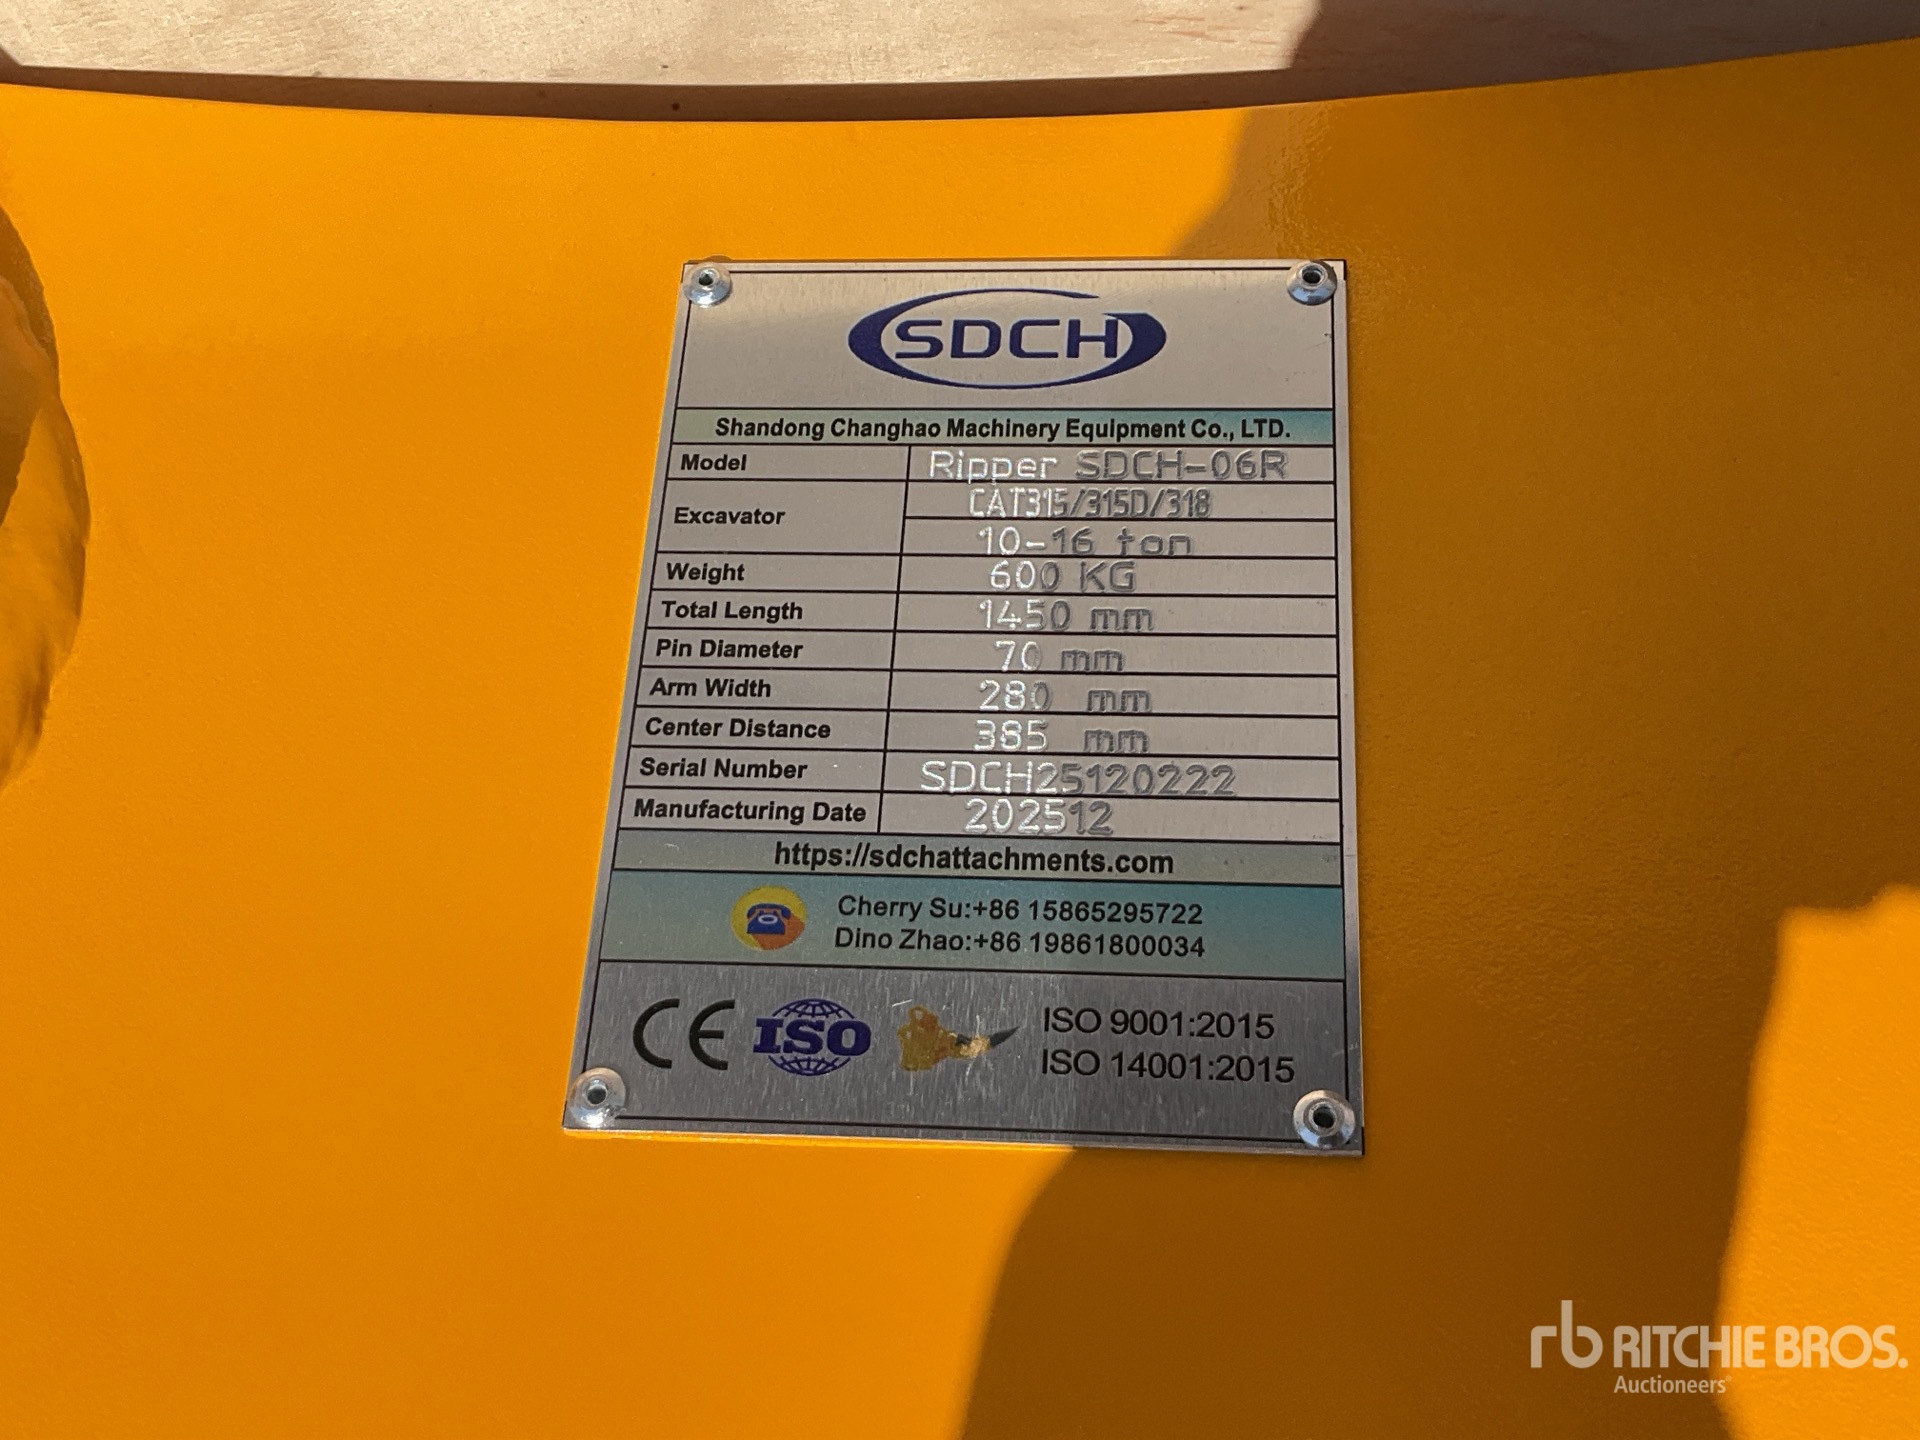 SDCH
Shandong Changhao Machinery Equipment Co., LTD.
Model Ripper SDCH-06R
Excavator CAT315/315D/318
10-16 ton
Weight 600 KG
Total Length 1450 mm
Pin Diameter 70 mm
Arm Width 280 mm
Center Distance 385 mm
Serial Number SDCH25120222
Manufacturing Date 202512
https://sdchattachments.com
Cherry Su:+86 15865295722
Dino Zhao:+86 19861800034
CE ISO ISO 9001:2015
ISO 14001:2015
rb RITCHIE BROS.
Auctioneers